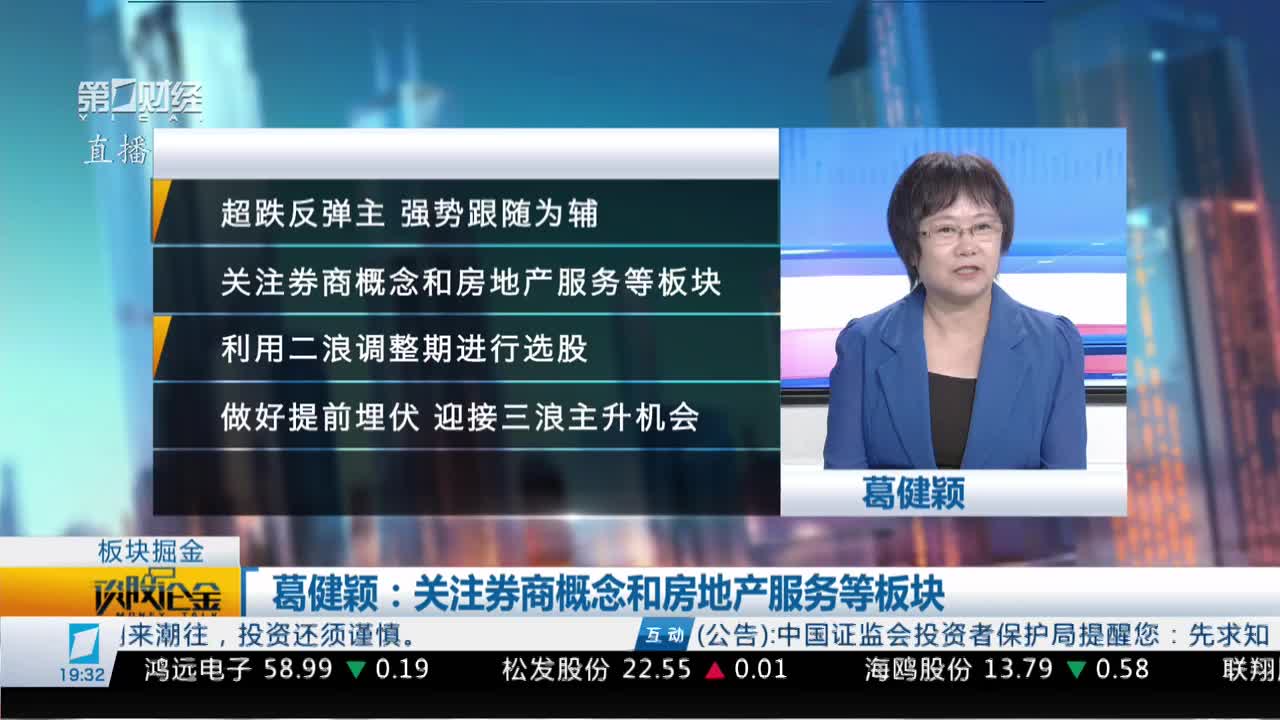 第一财经
YICAI
直播
超跌反弹主 强势跟随为辅
关注券商概念和房地产服务等板块
利用二浪调整期进行选股
做好提前埋伏 迎接三浪主升机会
葛健颖
板块掘金
谈股论金
MONEY TALK
葛健颖：关注券商概念和房地产服务等板块
来潮往，投资还须谨慎。
互动 (公告):中国证监会投资者保护局提醒您：先求知
19:32 鸿远电子 58.99 ▼ 0.19 松发股份 22.55 ▲ 0.01 海鸥股份 13.79 ▼ 0.58 联翔